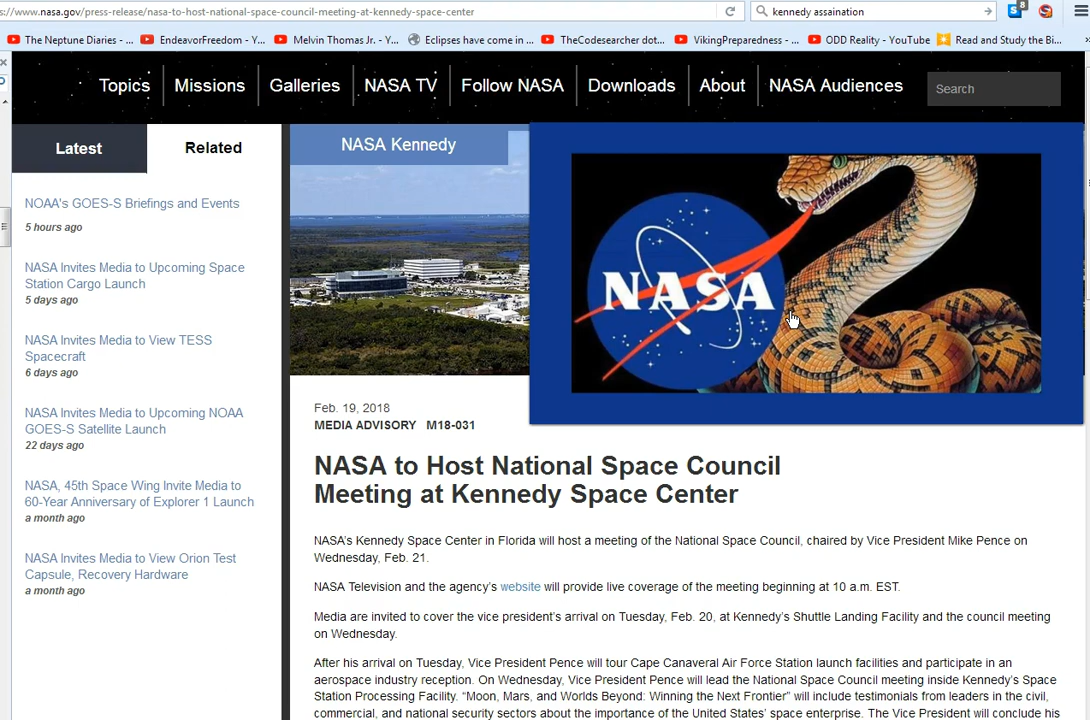 s://www.nasa.gov/press-release/nasa-to-host-national-space-council-meeting-at-kennedy-space-center
kennedy assaination
8
The Neptune Diaries - ...
EndeavorFreedom - Y...
Melvin Thomas Jr. - Y...
Eclipses have come in ...
TheCodesearcher dot...
VikingPreparedness - ...
ODD Reality - YouTube
Read and Study the Bi...
Topics
Missions
Galleries
NASA TV
Follow NASA
Downloads
About
NASA Audiences
Search
Latest
Related
NOAA's GOES-S Briefings and Events
5 hours ago
NASA Invites Media to Upcoming Space
Station Cargo Launch
5 days ago
NASA Invites Media to View TESS
Spacecraft
6 days ago
NASA Invites Media to Upcoming NOAA
GOES-S Satellite Launch
22 days ago
NASA, 45th Space Wing Invite Media to
60-Year Anniversary of Explorer 1 Launch
a month ago
NASA Invites Media to View Orion Test
Capsule, Recovery Hardware
a month ago
NASA Kennedy
NASA
Feb. 19, 2018
MEDIA ADVISORY M18-031
NASA to Host National Space Council
Meeting at Kennedy Space Center
NASA's Kennedy Space Center in Florida will host a meeting of the National Space Council, chaired by Vice President Mike Pence on
Wednesday, Feb. 21.
NASA Television and the agency's website will provide live coverage of the meeting beginning at 10 a.m. EST.
Media are invited to cover the vice president's arrival on Tuesday, Feb. 20, at Kennedy's Shuttle Landing Facility and the council meeting
on Wednesday.
After his arrival on Tuesday, Vice President Pence will tour Cape Canaveral Air Force Station launch facilities and participate in an
aerospace industry reception. On Wednesday, Vice President Pence will lead the National Space Council meeting inside Kennedy's Space
Station Processing Facility. "Moon, Mars, and Worlds Beyond: Winning the Next Frontier" will include testimonials from leaders in the civil,
commercial, and national security sectors about the importance of the United States' space enterprise. The Vice President will conclude his